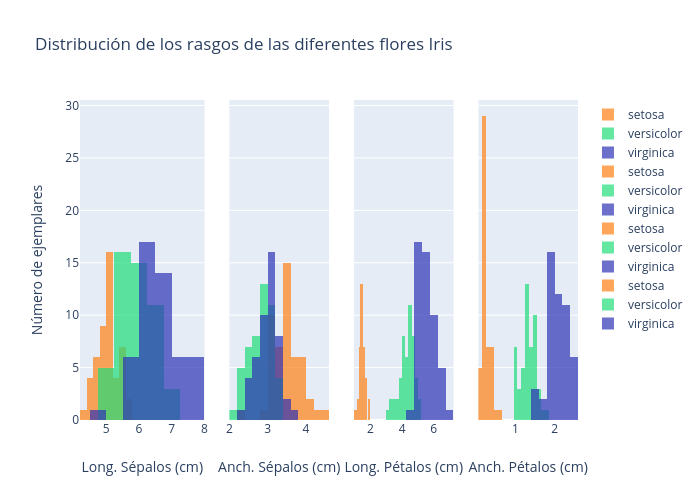 Distribución de los rasgos de las diferentes flores Iris
Número de ejemplares
30
25
20
15
10
5
0
5 6 7 8
2 3 4
2 4 6
1 2
Long. Sépalos (cm)
Anch. Sépalos (cm)
Long. Pétalos (cm)
Anch. Pétalos (cm)
setosa
versicolor
virginica
setosa
versicolor
virginica
setosa
versicolor
virginica
setosa
versicolor
virginica